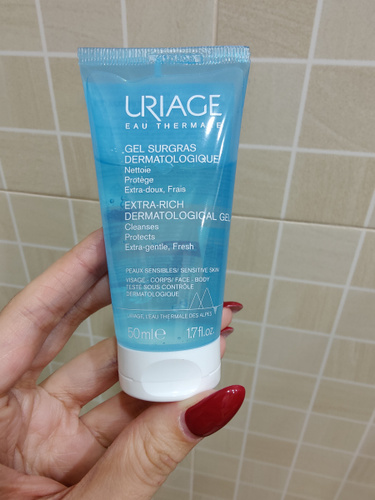 URIAGE
EAU THERMALE
GEL SURGRAS
DERMATOLOGIQUE
Nettoie
Protège
Extra-doux, Frais
EXTRA-RICH
DERMATOLOGICAL GEL
Cleanses
Protects
Extra-gentle, Fresh
PEAUX SENSIBLES/ SENSITIVE SKIN
VISAGE - CORPS/ FACE - BODY
TESTÉ SOUS CONTRÔLE
DERMATOLOGIQUE
URIAGE, L'EAU THERMALE DES ALPES
50ml℮ 1.7fl.oz.